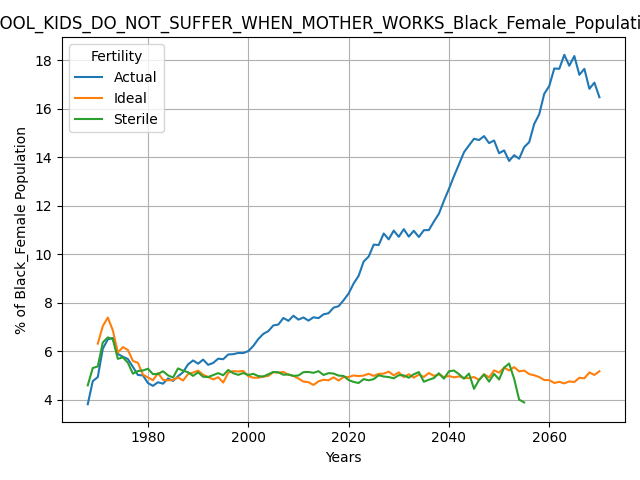 OOL_KIDS_DO_NOT_SUFFER_WHEN_MOTHER_WORKS_Black_Female_Populati
Fertility
Actual
Ideal
Sterile
% of Black_Female Population
18
16
14
12
10
8
6
4
1980 2000 2020 2040 2060
Years